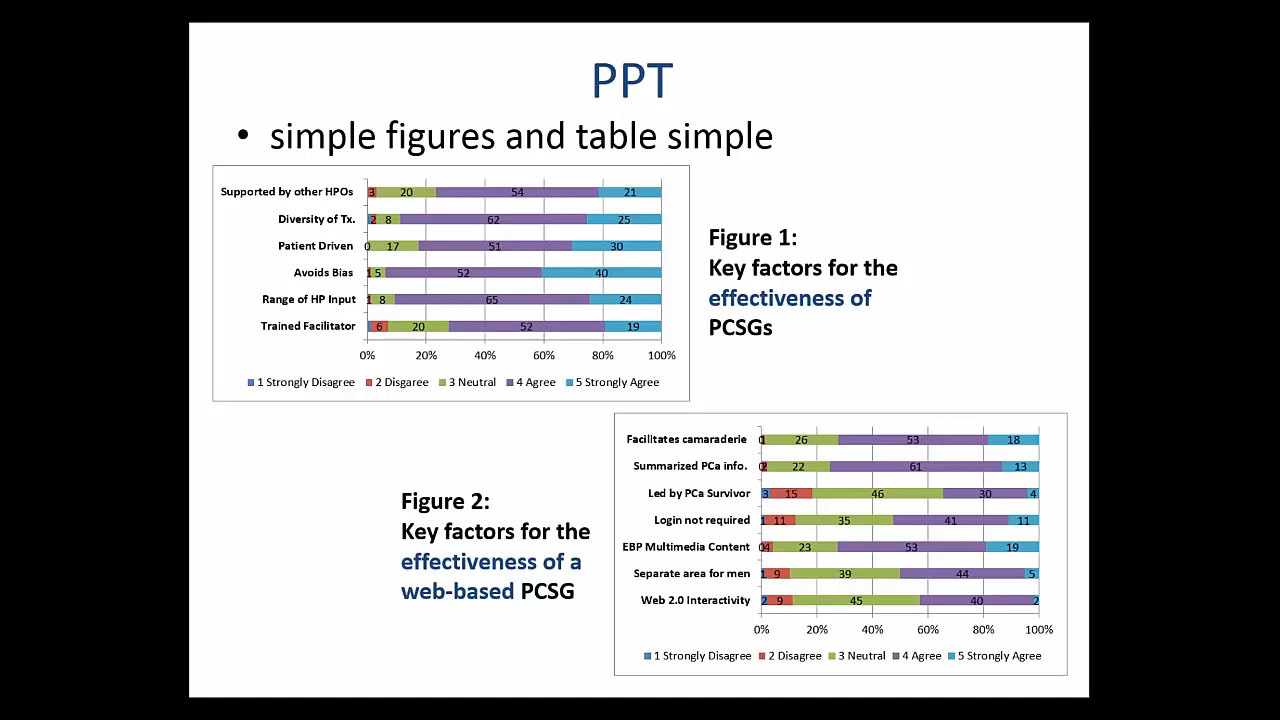 PPT
• simple figures and table simple
Supported by other HPOs 3 20 54 21
Diversity of Tx. 2 8 62 25
Patient Driven 0 17 51 30
Avoids Bias 1 5 52 40
Range of HP Input 1 8 65 24
Trained Facilitator 6 20 52 19
0% 20% 40% 60% 80% 100%
1 Strongly Disagree 2 Disgaree 3 Neutral 4 Agree 5 Strongly Agree
Figure 1:
Key factors for the
effectiveness of
PCSGs
Facilitates camaraderie 0 1 26 53 18
Summarized PCa info. 0 2 22 61 13
Led by PCa Survivor 3 15 46 30 4
Login not required 1 11 35 41 11
EBP Multimedia Content 0 4 23 53 19
Separate area for men 1 9 39 44 5
Web 2.0 Interactivity 2 9 45 40 2
0% 20% 40% 60% 80% 100%
1 Strongly Disagree 2 Disagree 3 Neutral 4 Agree 5 Strongly Agree
Figure 2:
Key factors for the
effectiveness of a
web-based PCSG